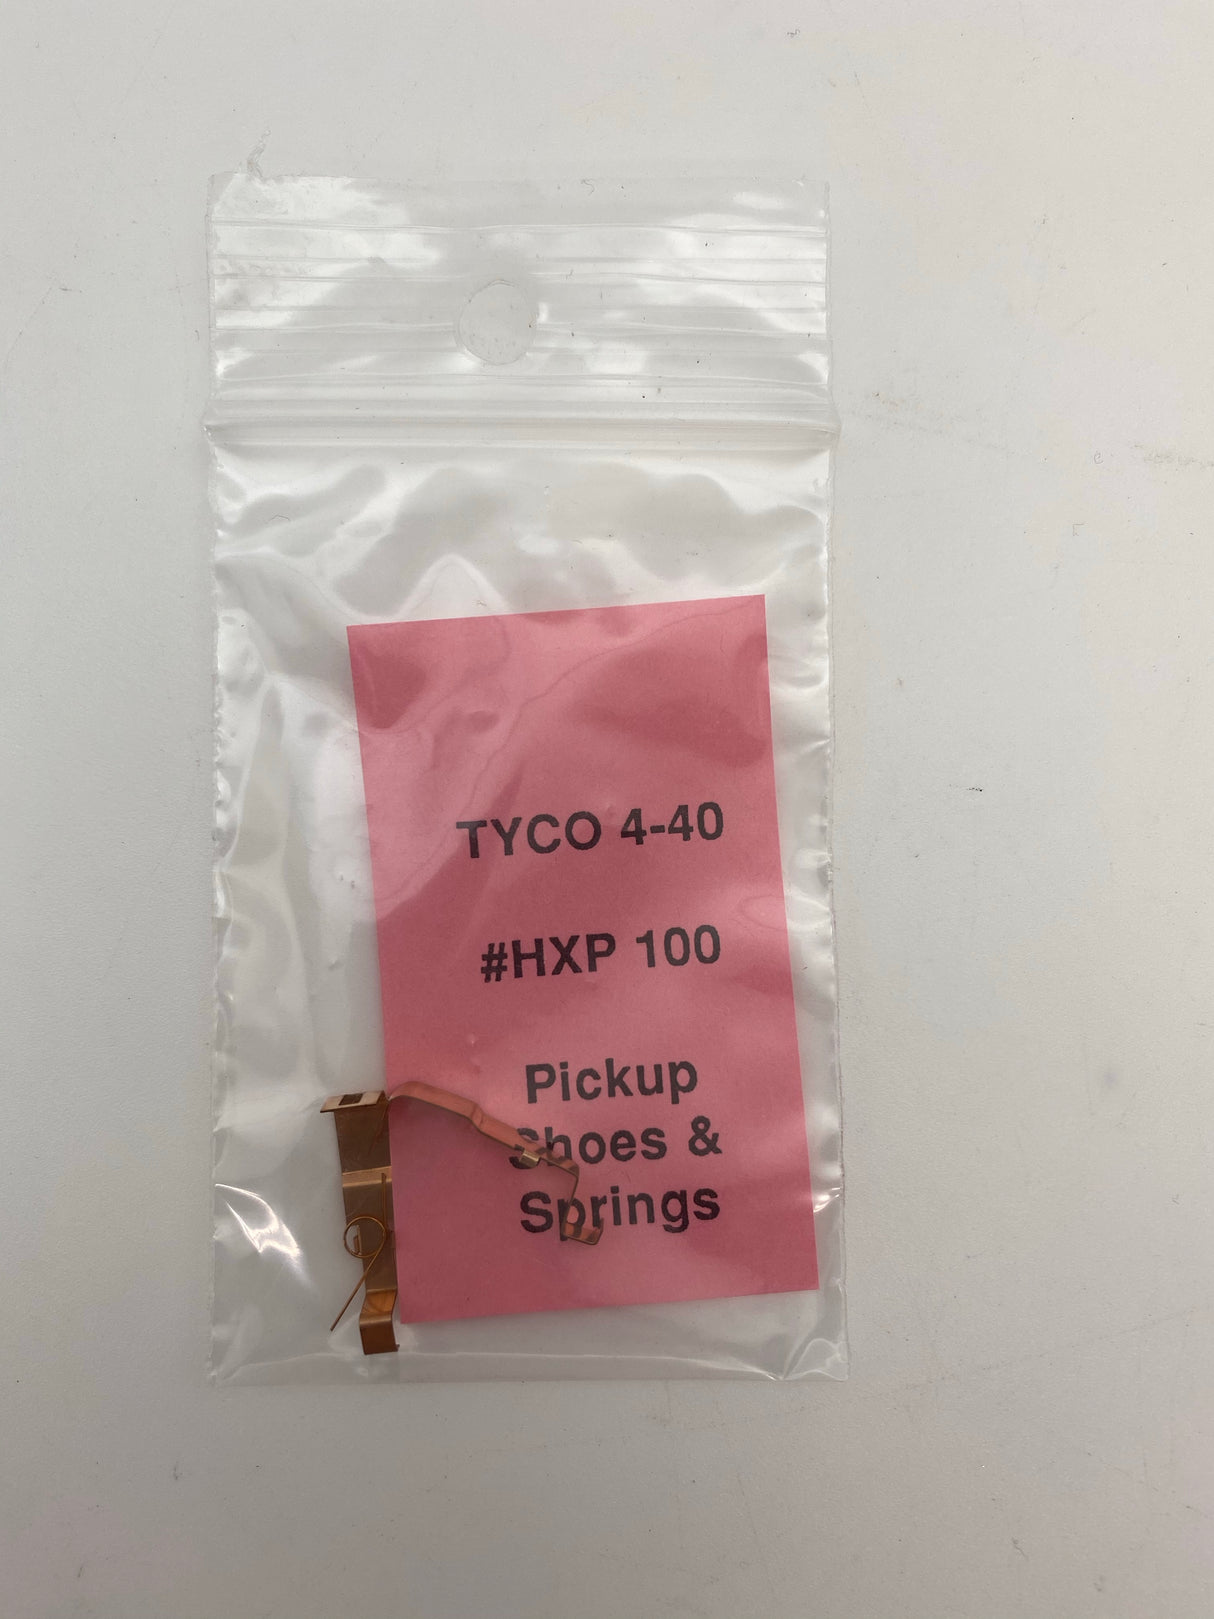 TYCO 4-40
#HXP 100
Pickup
Shoes &
Springs